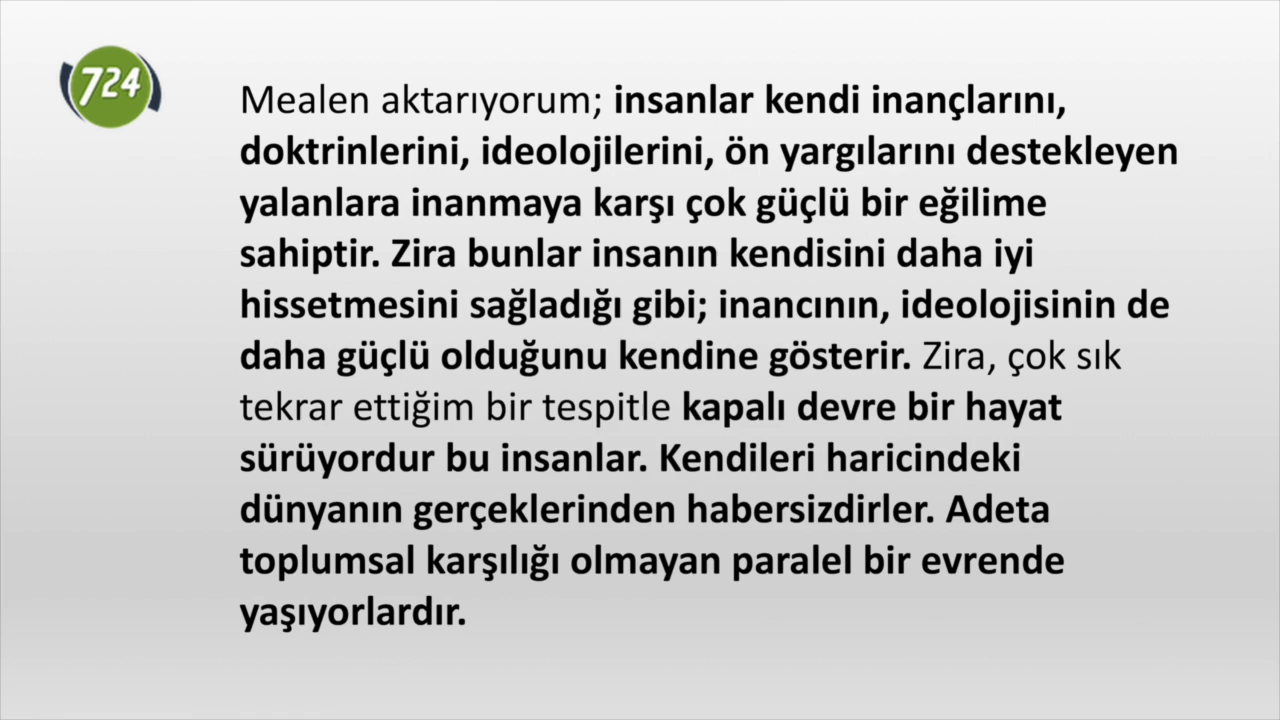 724
Mealen aktarıyorum; insanlar kendi inançlarını,
doktrinlerini, ideolojilerini, ön yargılarını destekleyen
yalanlara inanmaya karşı çok güçlü bir eğilime
sahiptir. Zira bunlar insanın kendisini daha iyi
hissetmesini sağladığı gibi; inancının, ideolojisinin de
daha güçlü olduğunu kendine gösterir. Zira, çok sık
tekrar ettiğim bir tespitle kapalı devre bir hayat
sürüyordur bu insanlar. Kendileri haricindeki
dünyanın gerçeklerinden habersizdirler. Adeta
toplumsal karşılığı olmayan paralel bir evrende
yaşıyorlardır.